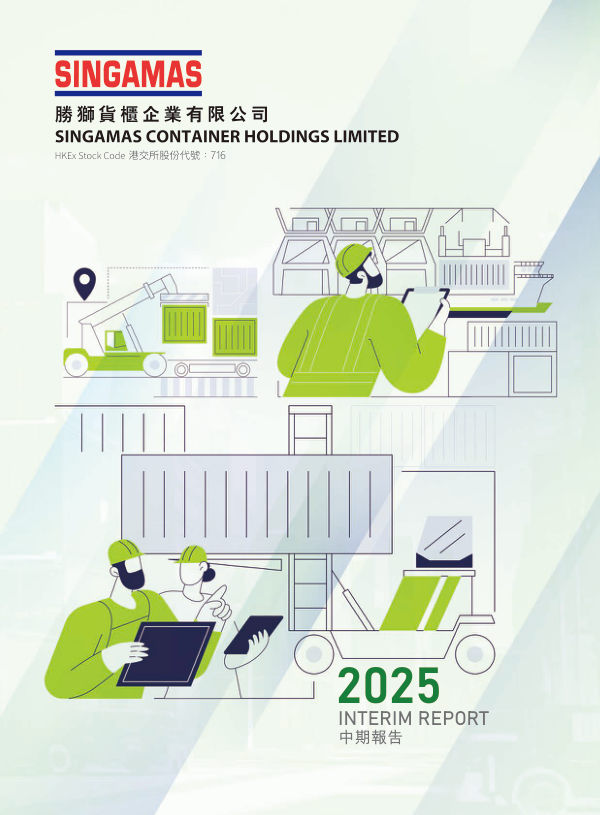 SINGAMAS
勝獅貨櫃企業有限公司
SINGAMAS CONTAINER HOLDINGS LIMITED
HKEx Stock Code 港交所股份代號：716
2025
INTERIM REPORT
中期報告